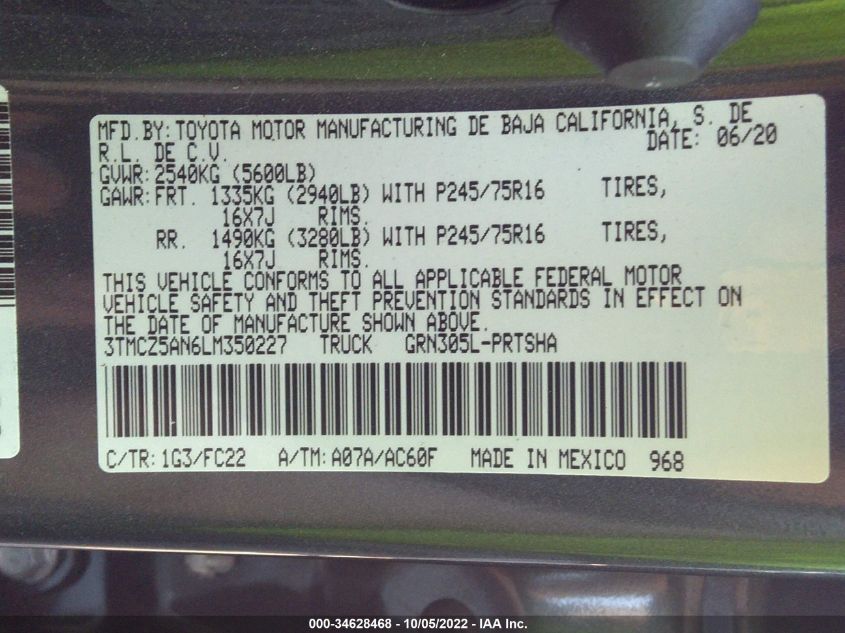 MFD.BY: TOYOTA MOTOR MANUFACTURING DE BAJA CALIFORNIA, S. DE
R.L. DE C.V. DATE: 06/20
GVWR: 2540KG (5600LB)
GAWR: FRT. 1335KG (2940LB) WITH P245/75R16 TIRES,
16X7J RIMS.
RR. 1490KG (3280LB) WITH P245/75R16 TIRES,
16X7J RIMS.
THIS VEHICLE CONFORMS TO ALL APPLICABLE FEDERAL MOTOR
VEHICLE SAFETY AND THEFT PREVENTION STANDARDS IN EFFECT ON
THE DATE OF MANUFACTURE SHOWN ABOVE.
3TMCZ5AN6LM350227 TRUCK GRN305L-PRTSHA
C/TR: 1G3/FC22 A/TM: A07A/AC60F MADE IN MEXICO 968
000-34628468 - 10/05/2022 - IAA Inc.